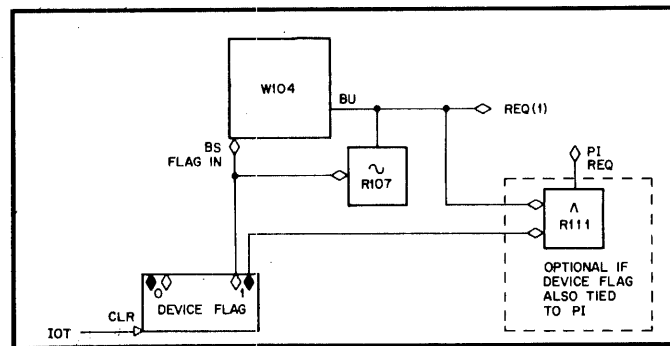 W104
BU
REQ(1)
BS
FLAG IN
~
R107
PI
REQ
Λ
R111
OPTIONAL IF
DEVICE FLAG
ALSO TIED
TO PI
0
1
DEVICE FLAG
CLR
IOT